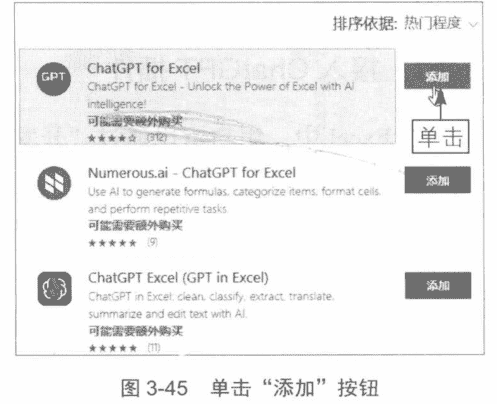 排序依据: 热门程度
GPT
ChatGPT for Excel
ChatGPT for Excel - Unlock the Power of Excel with AI
intelligence!
可能需要额外购买
(312)
添加
单击
Numerous.ai - ChatGPT for Excel
Use AI to generate formulas, categorize items, format cells,
and perform repetitive tasks.
可能需要额外购买
(9)
添加
ChatGPT Excel (GPT in Excel)
ChatGPT in Excel: clean, classify, extract, translate,
summarize and edit text with AI.
可能需要额外购买
(11)
添加
图 3-45 单击“添加”按钮